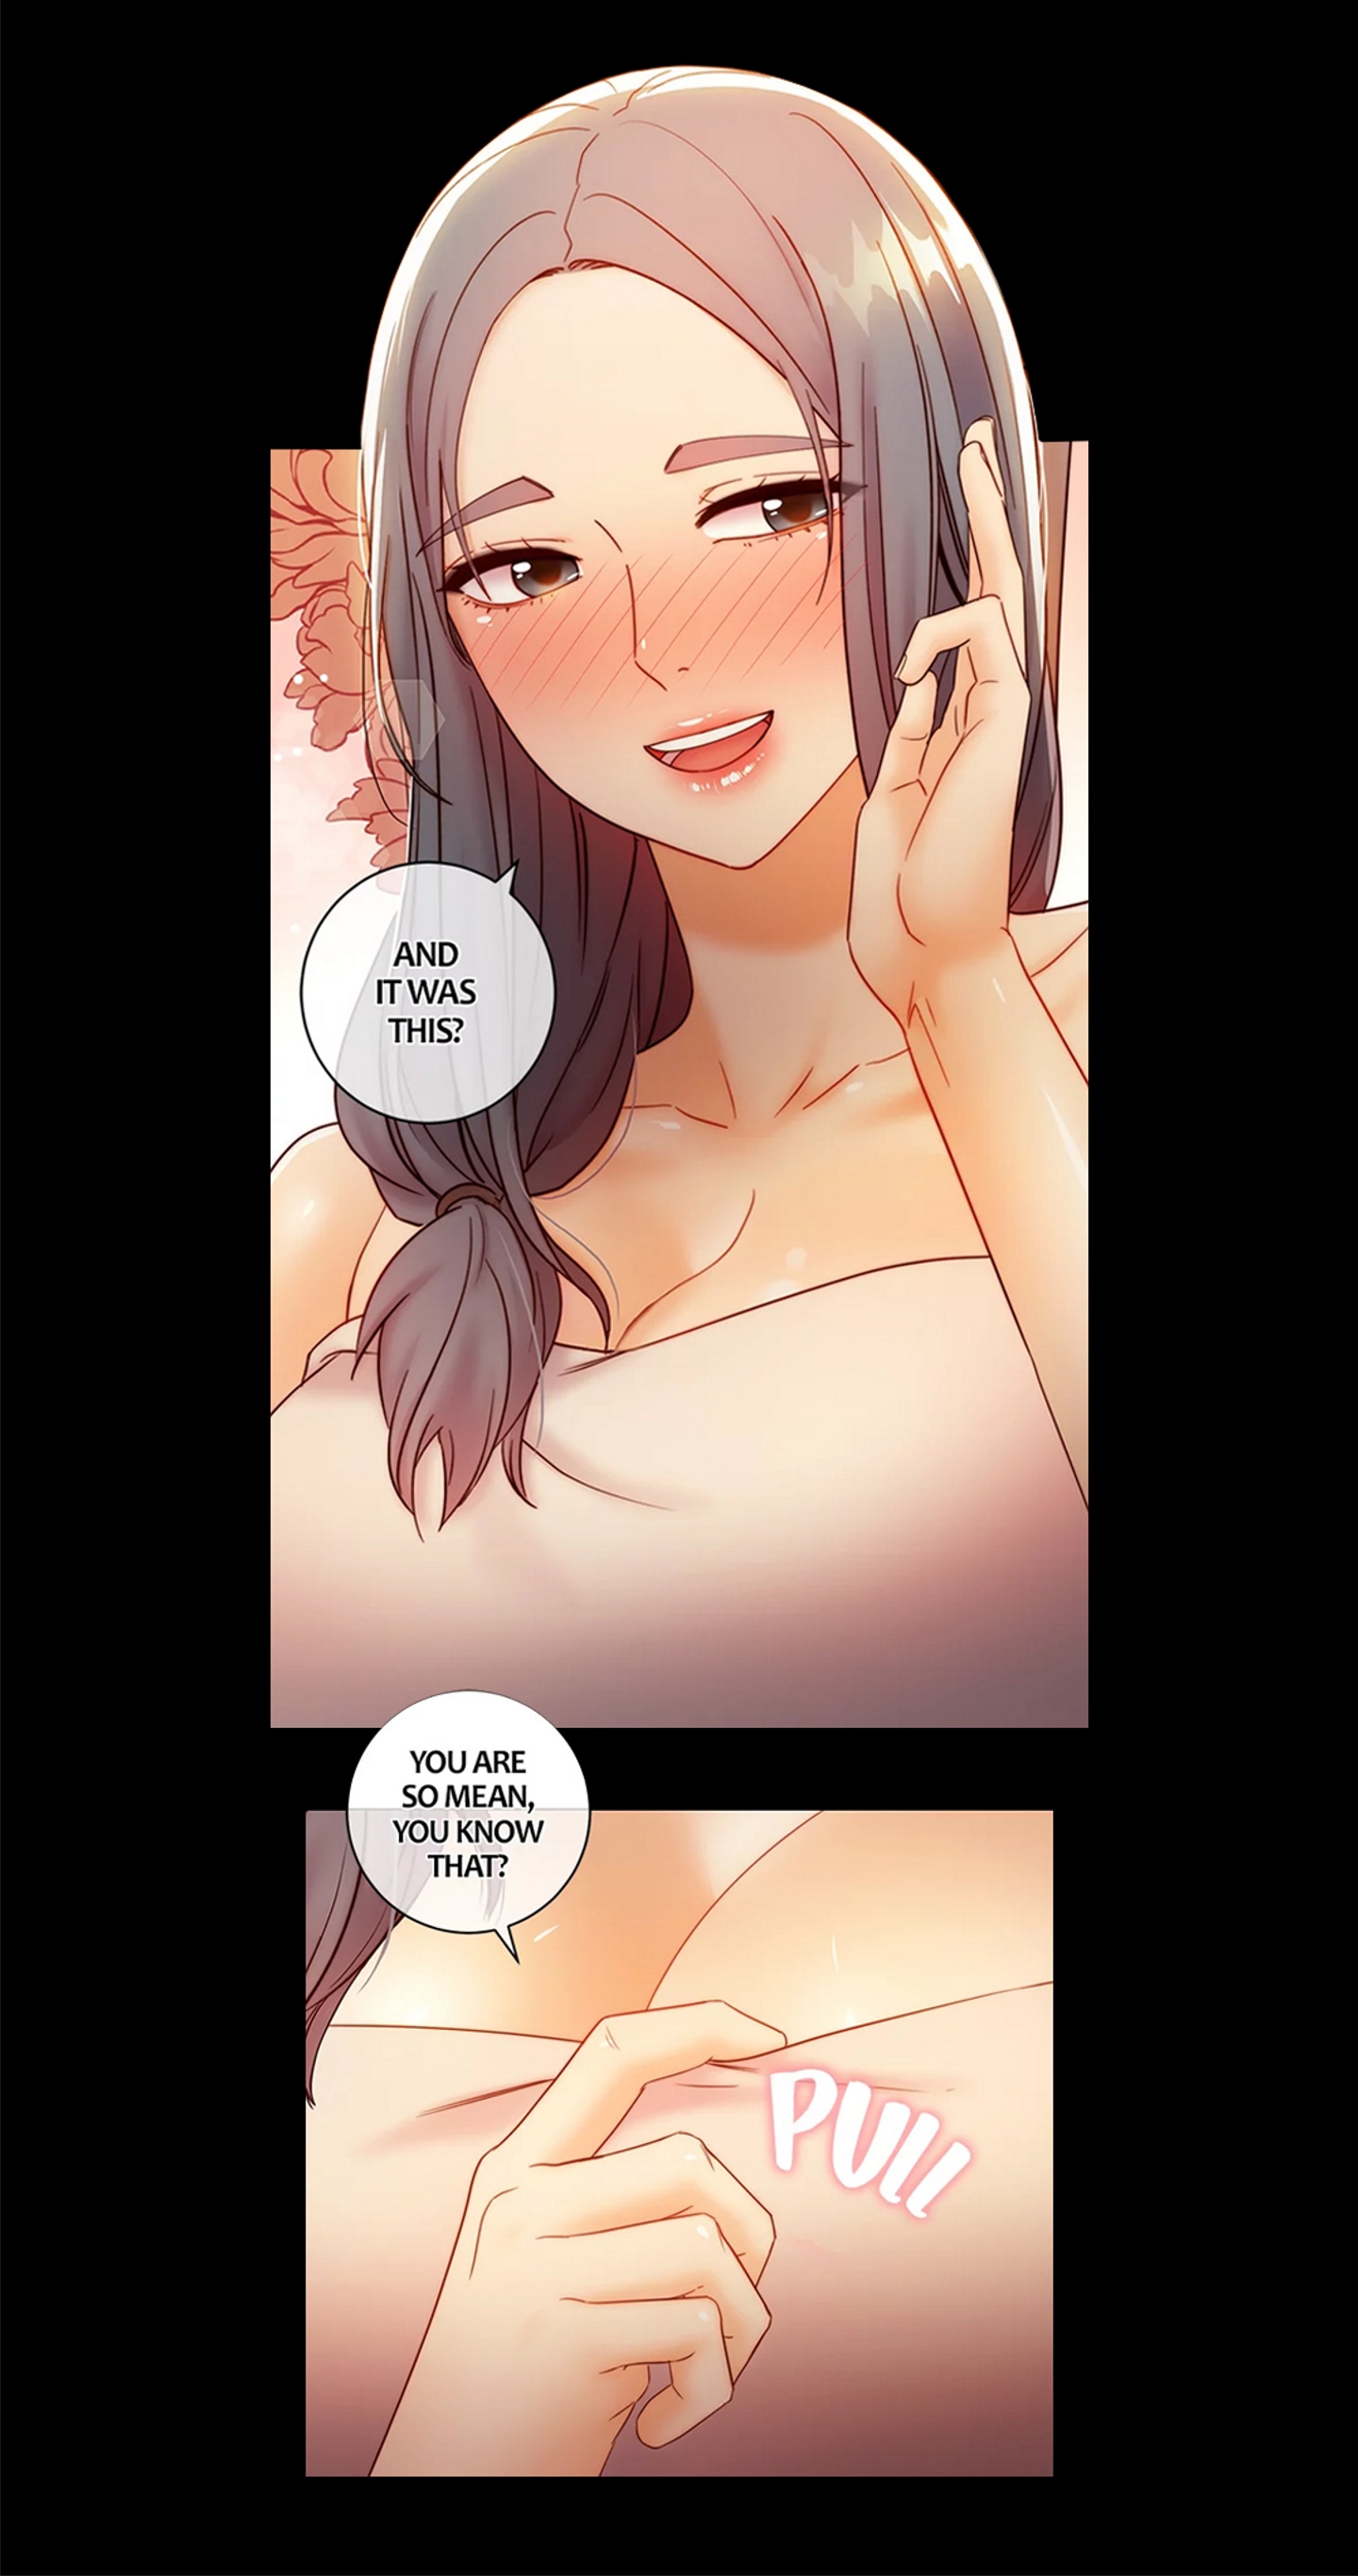 AND
IT WAS
THIS?
YOU ARE
SO MEAN,
YOU KNOW
THAT?
PULL